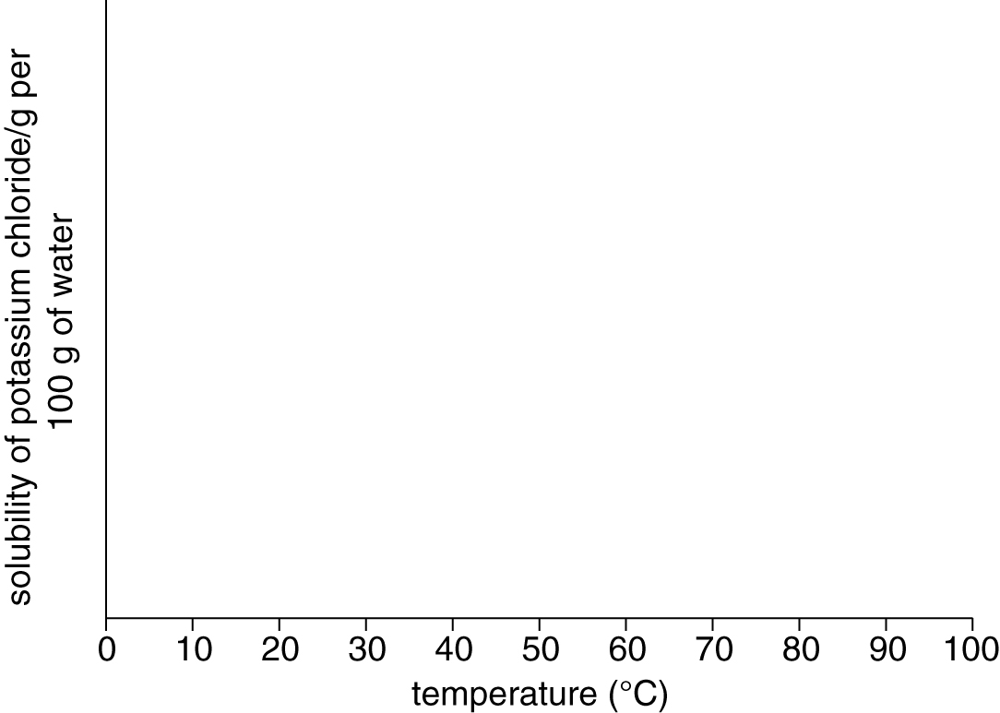 solubility of potassium chloride/g per
100 g of water
0 10 20 30 40 50 60 70 80 90 100
temperature (°C)